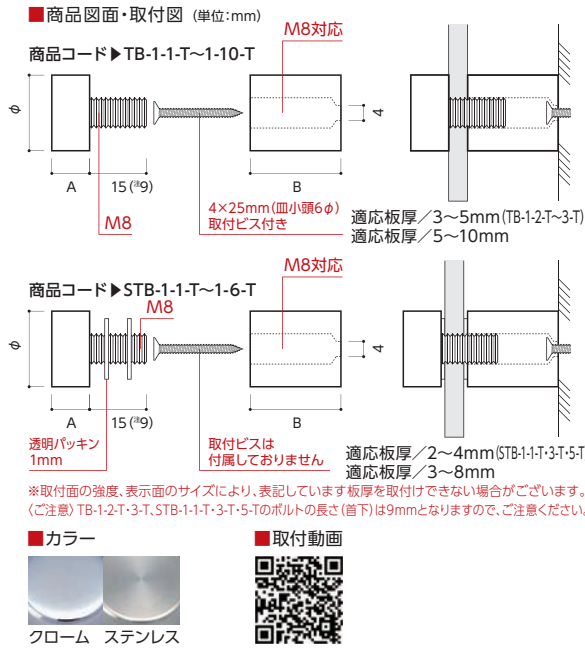 ■商品図面・取付図 (単位:mm)
M8対応
商品コード▶TB-1-1-T〜1-10-T
φ
4
A
15(注9)
B
M8
4×25mm(皿小頭6φ)
取付ビス付き
適応板厚/3〜5mm(TB-1-2-T〜3-T)
適応板厚/5〜10mm
M8対応
商品コード▶STB-1-1-T〜1-6-T
M8
φ
4
A
15(注9)
B
透明パッキン
1mm
取付ビスは
付属しておりません
適応板厚/2〜4mm(STB-1-1-T・3-T・5-T
適応板厚/3〜8mm
※取付面の強度、表示面のサイズにより、表記しています板厚を取付けできない場合がございます。
〈ご注意〉TB-1-2-T・3-T、STB-1-1-T・3-T・5-Tのボルトの長さ(首下)は9mmとなりますので、ご注意ください。
■カラー
■取付動画
クローム ステンレス